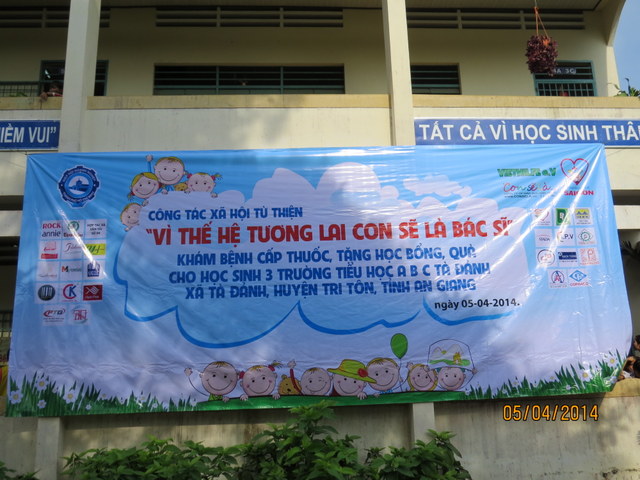 IỀM VUI"
TẤT CẢ VÌ HỌC SINH THÂ
CÔNG TÁC XÃ HỘI TỪ THIỆN
"VÌ THẾ HỆ TƯƠNG LAI CON SẼ LÀ BÁC SĨ"
KHÁM BỆNH CẤP THUỐC, TẶNG HỌC BỔNG, QUÀ
CHO HỌC SINH 3 TRƯỜNG TIỂU HỌC A B C TÀ ĐẢNH
XÃ TÀ ĐẢNH, HUYỆN TRI TÔN, TỈNH AN GIANG
ngày 05-04-2014.
05/04/2014